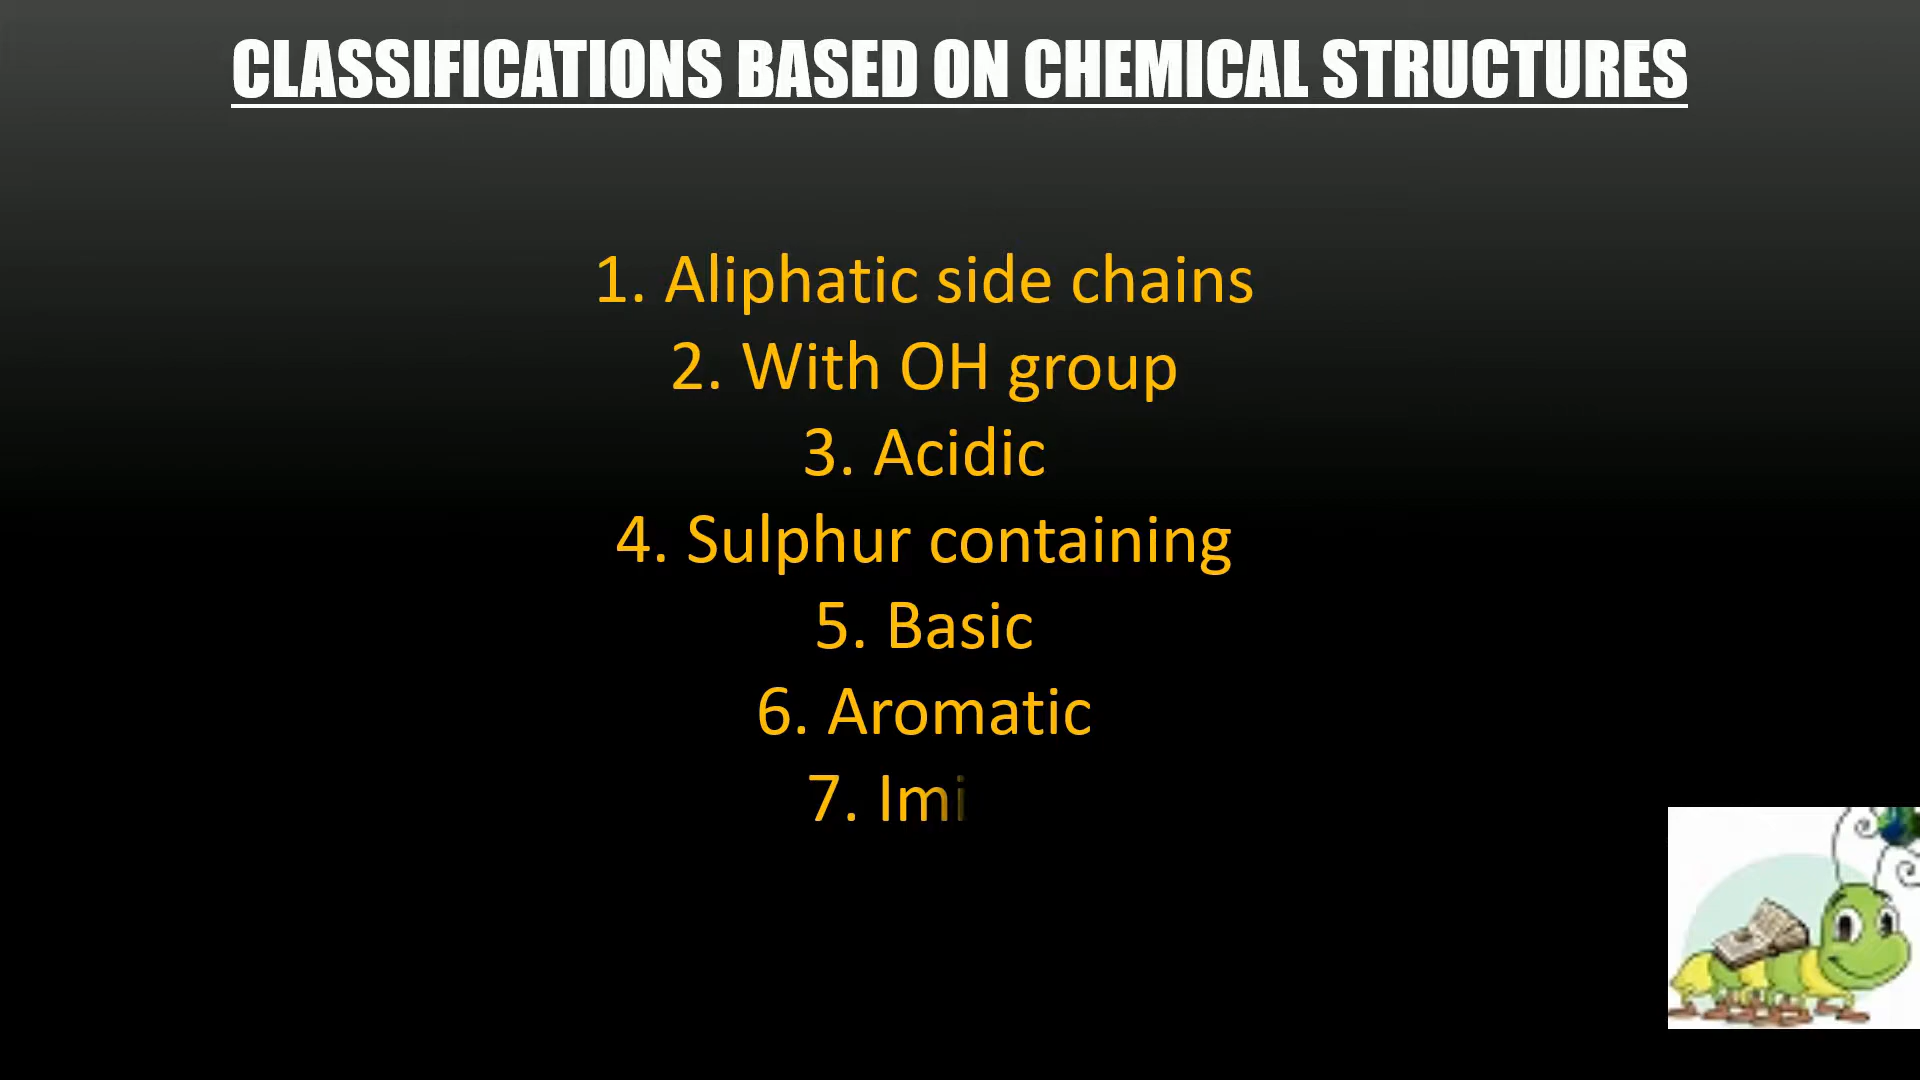 CLASSIFICATIONS BASED ON CHEMICAL STRUCTURES
1. Aliphatic side chains
2. With OH group
3. Acidic
4. Sulphur containing
5. Basic
6. Aromatic
7. Imi